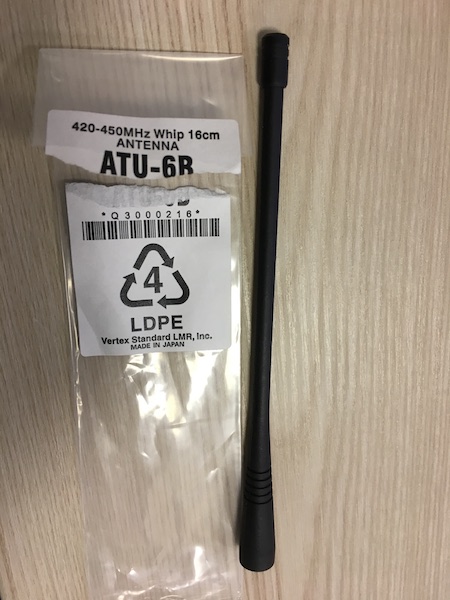 420-450MHz Whip 16cm
ANTENNA
ATU-6B
*Q3000216*
4
LDPE
Vertex Standard LMR, Inc.
MADE IN JAPAN